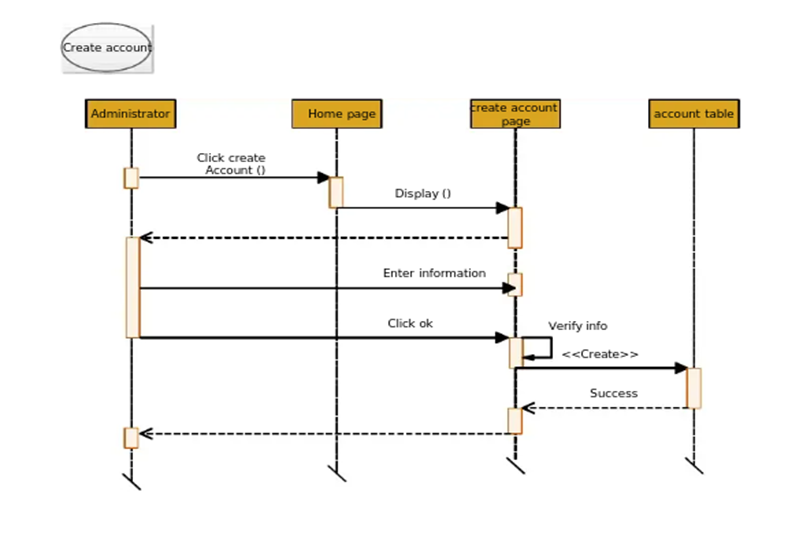 Create account
Administrator
Home page
create account
page
account table
Click create
Account ()
Display ()
Enter information
Click ok
Verify info
<<Create>>
Success